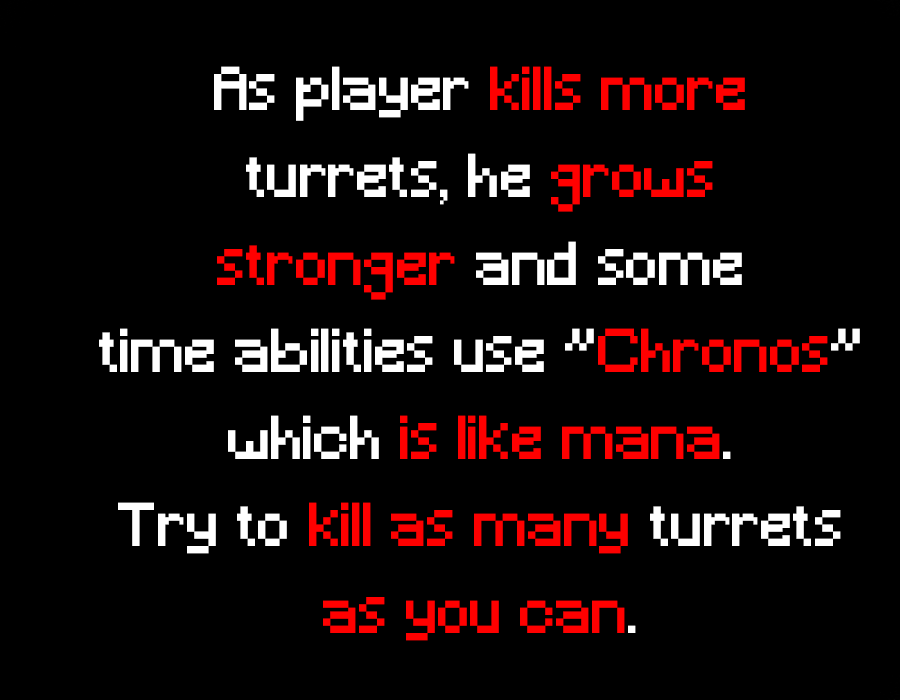 As player kills more
turrets, he grows
stronger and some
time abilities use "Chronos"
which is like mana.
Try to kill as many turrets
as you can.